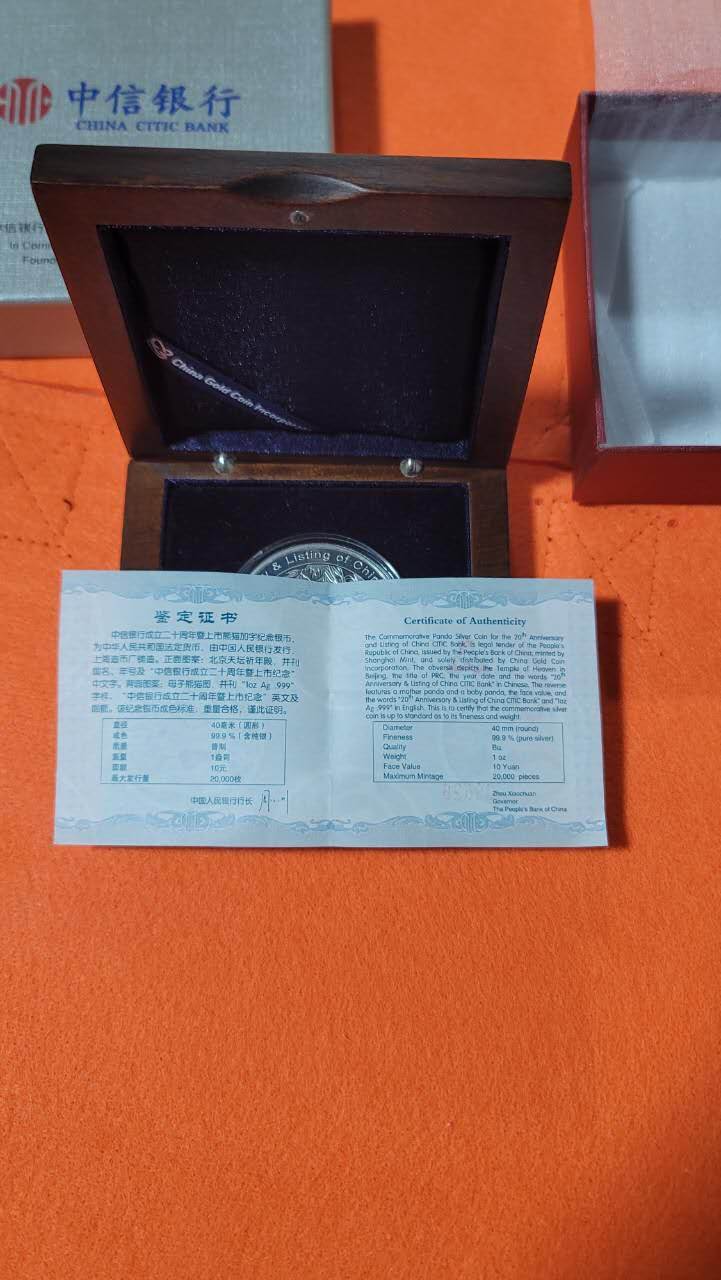 中信银行
CHINA CITIC BANK
信银行
In Comm
Found
China Gold Coin Incorpora
& Listing of Chin
鉴定证书
中信银行成立二十周年暨上市熊猫加字纪念银币,
为中华人民共和国法定货币, 由中国人民银行发行,
上海造币厂铸造。正面图案: 北京天坛祈年殿, 并刊
国名、年号及“中信银行成立二十周年暨上市纪念”
中文字。背面图案: 母子熊猫图, 并刊 “1oz Ag .999”
字样、“中信银行成立二十周年暨上市纪念”英文及
面额。该纪念银币成色标准, 重量合格, 谨此证明。
直径 40毫米 (圆形)
成色 99.9 % (含纯银)
质量 普制
重量 1盎司
面额 10元
最大发行量 20,000枚
中国人民银行行长
Certificate of Authenticity
The Commemorative Panda Silver Coin for the 20th Anniversary
and Listing of China CITIC Bank, is legal tender of the People's
Republic of China, issued by the People's Bank of China, minted by
Shanghai Mint, and solely distributed by China Gold Coin
Incorporation. The obverse depicts the Temple of Heaven in
Beijing, the title of PRC, the year date and the words "20th
Anniversary & Listing of China CITIC Bank" in Chinese. The reverse
features a mother panda and a baby panda, the face value, and
the words "20th Anniversary & Listing of China CITIC Bank" and "1oz
Ag .999" in English. This is to certify that the commemorative silver
coin is up to standard as to its fineness and weight.
Diameter 40 mm (round)
Fineness 99.9 % (pure silver)
Quality Bu.
Weight 1 oz
Face Value 10 Yuan
Maximum Mintage 20,000 pieces
Zhou Xiaochuan
Governor
The People's Bank of China